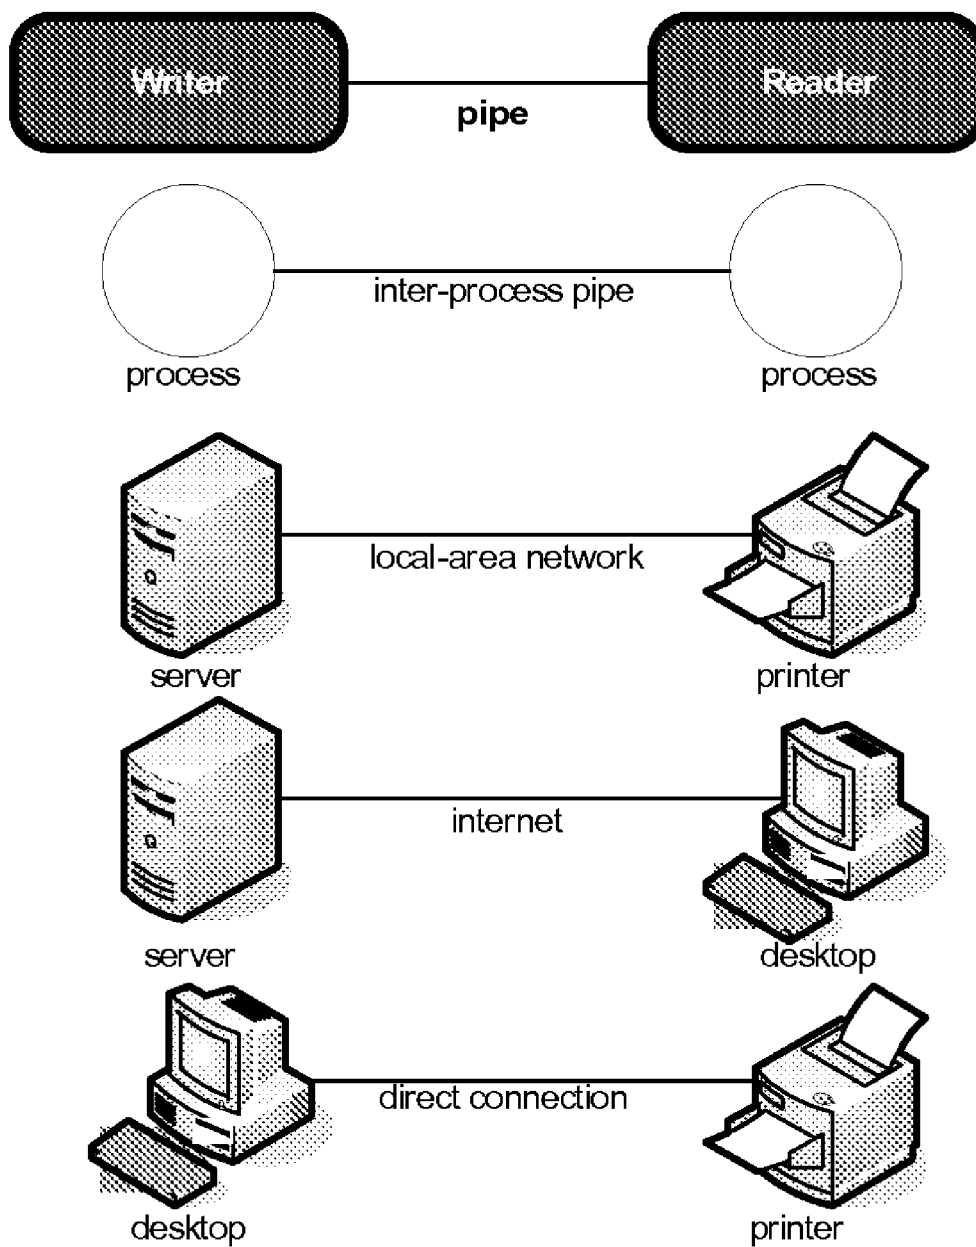 Writer
Reader
pipe
inter-process pipe
process
process
local-area network
server
printer
internet
server
desktop
direct connection
desktop
printer